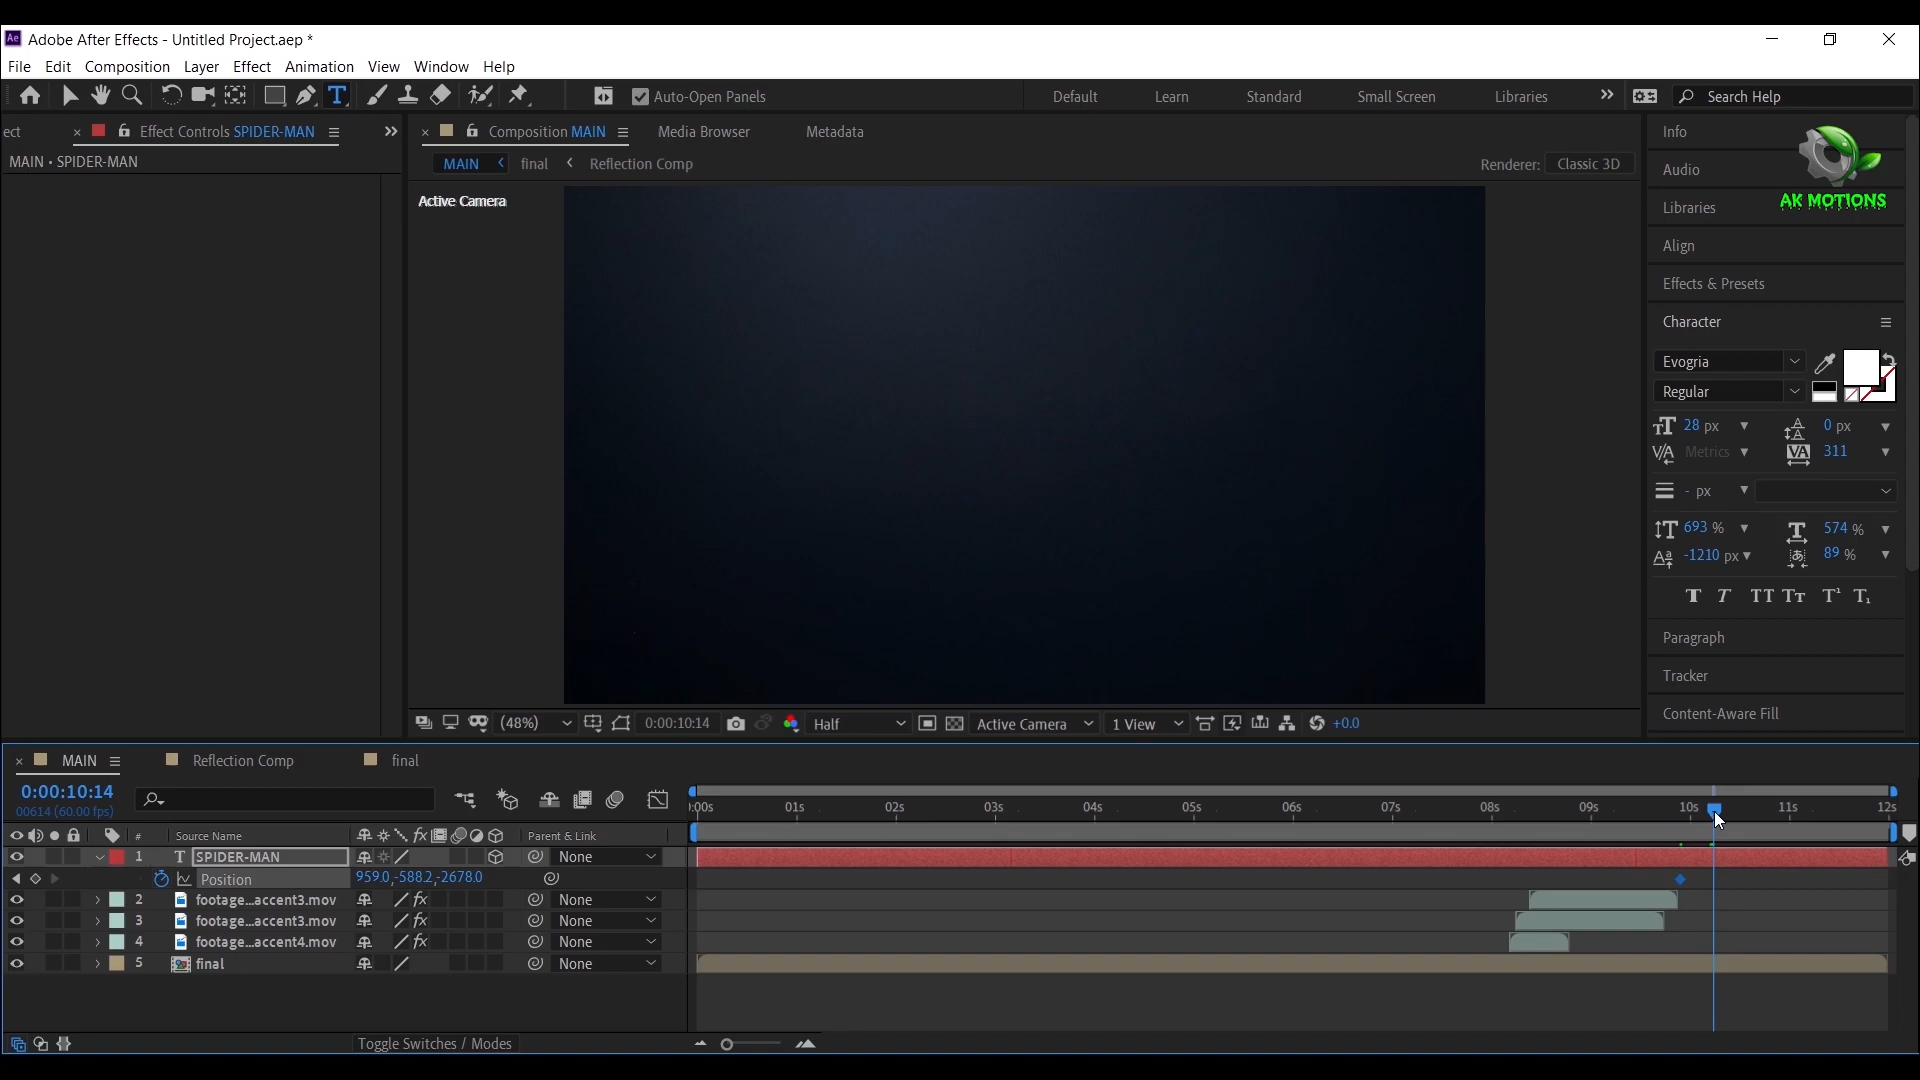 Ae Adobe After Effects - Untitled Project.aep *
File Edit Composition Layer Effect Animation View Window Help
Auto-Open Panels Default Learn Standard Small Screen Libraries Search Help
ect Effect Controls SPIDER-MAN Composition MAIN Media Browser Metadata
MAIN • SPIDER-MAN
MAIN final Reflection Comp Renderer: Classic 3D
Active Camera
Info
Audio
Libraries
AK MOTIONS
Align
Effects & Presets
Character
Evogria
Regular
28 px 0 px
Metrics 311
- px
693 % 574 %
-1210 px 89 %
T T TT Tt T¹ T₁
Paragraph
Tracker
Content-Aware Fill
(48%) 0:00:10:14 Half Active Camera 1 View +0.0
MAIN Reflection Comp final
0:00:10:14
00614 (60.00 fps)
:00s 01s 02s 03s 04s 05s 06s 07s 08s 09s 10s 11s 12s
# Source Name Parent & Link
1 T SPIDER-MAN None
Position 959.0,-588.2,-2678.0
2 footage...accent3.mov None
3 footage...accent3.mov None
4 footage...accent4.mov None
5 final None
Toggle Switches / Modes